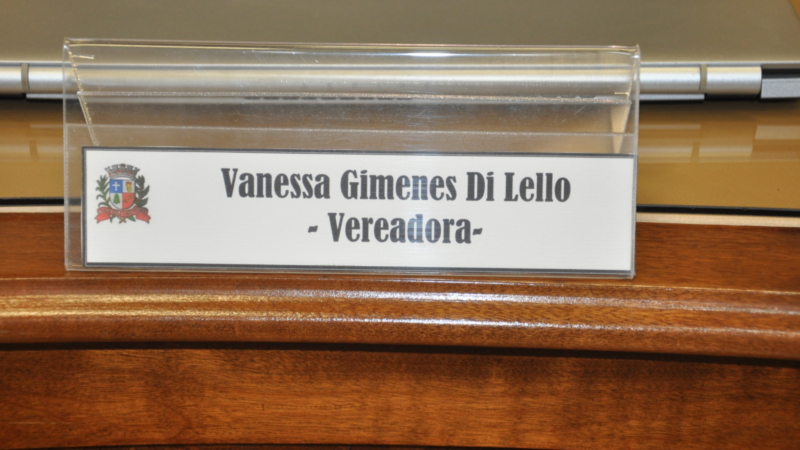 Vanessa Gimenes Di Lello
- Vereadora-